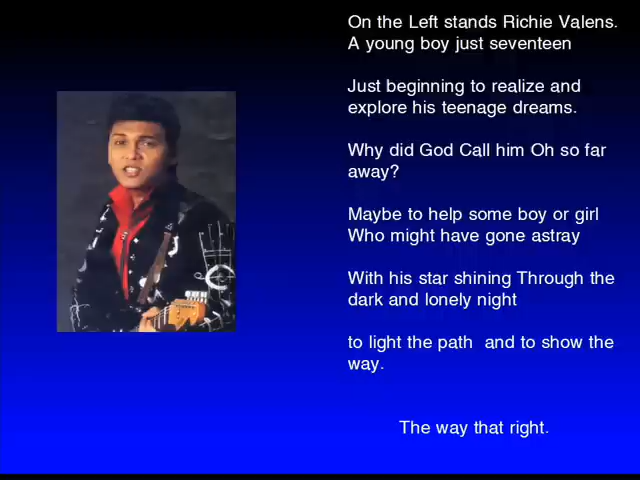 On the Left stands Richie Valens.
A young boy just seventeen
Just beginning to realize and
explore his teenage dreams.
Why did God Call him Oh so far
away?
Maybe to help some boy or girl
Who might have gone astray
With his star shining Through the
dark and lonely night
to light the path  and to show the
way.
The way that right.